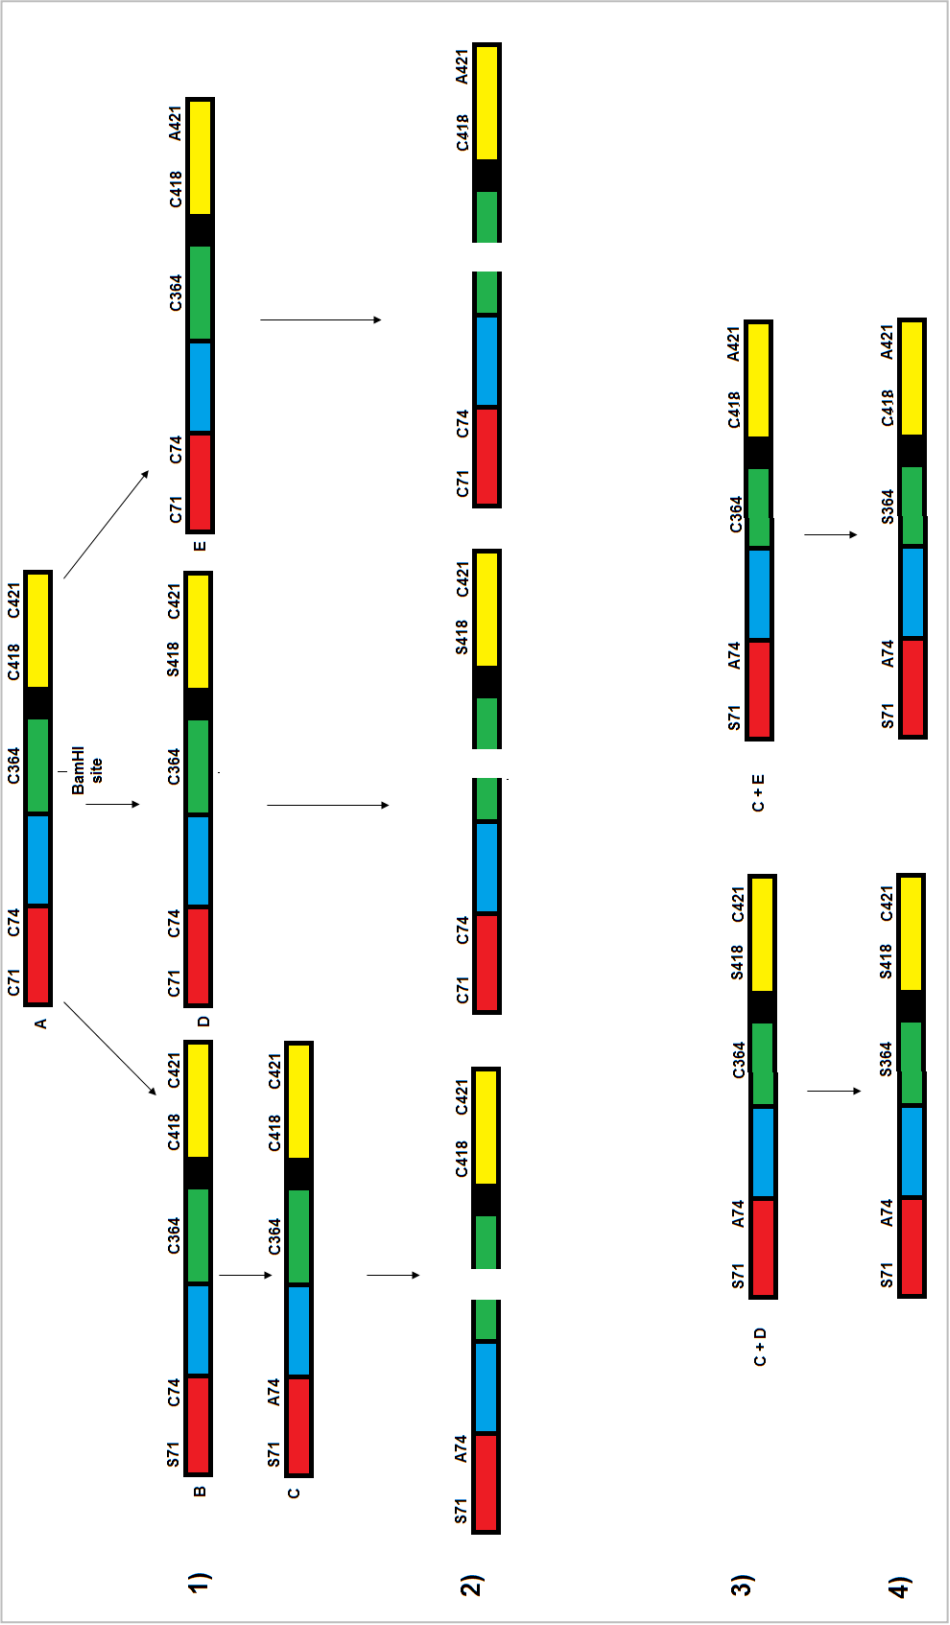 C71 C74 C364 C418 C421
A
BamHI
site
1)
S71 C74 C364 C418 C421
B
C71 C74 C364 S418 C421
D
C71 C74 C364 C418 A421
E
S71 A74 C364 C418 C421
C
2)
S71 A74 C418 C421
C71 C74 S418 C421
C71 C74 C418 A421
3)
C + D
S71 A74 C364 S418 C421
C + E
S71 A74 C364 C418 A421
4)
S71 A74 S364 S418 C421
S71 A74 S364 C418 A421